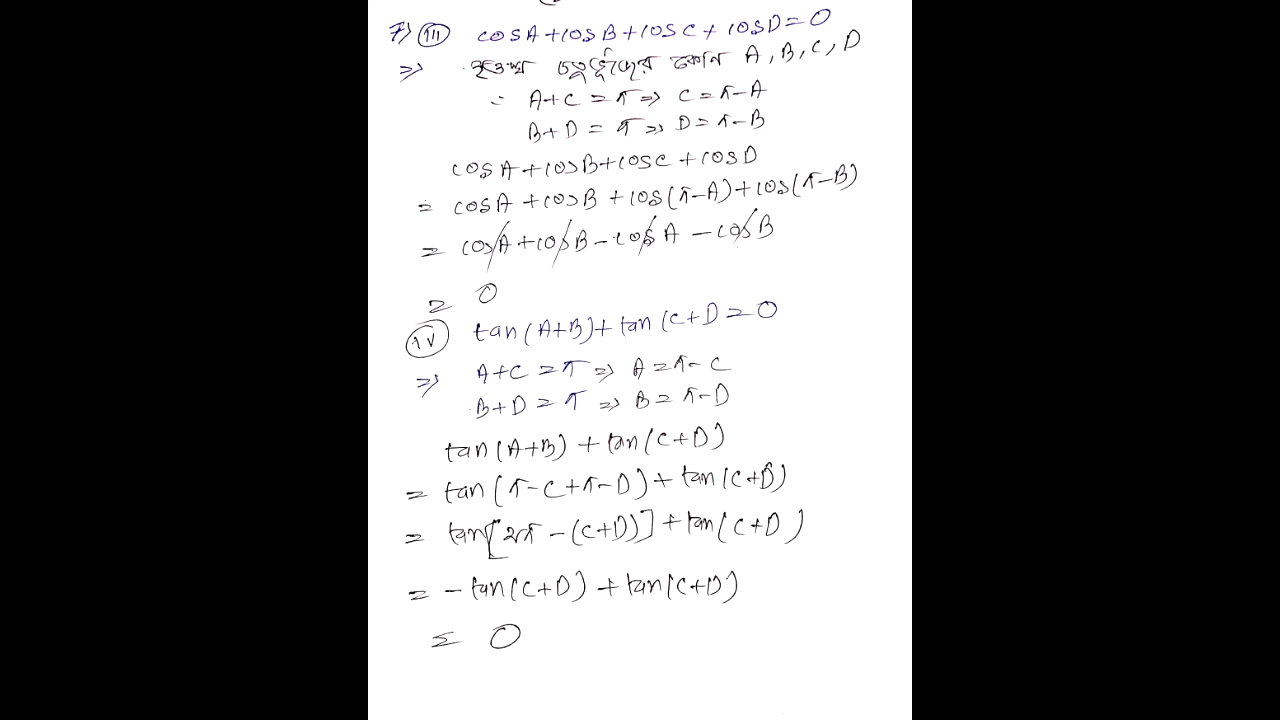 7) (iii) cosA+cosB+cosC+cosD=0
⇒ বৃত্তস্থ চতুর্ভুজের কোণ A, B, C, D
∴ A+C = π ⇒ C = π-A
B+D = π ⇒ D = π-B
cosA+cosB+cosC+cosD
= cosA+cosB+cos(π-A)+cos(π-B)
= cosA+cosB-cosA-cosB
= 0
(iv) tan(A+B)+tan(C+D=0
⇒ A+C=π ⇒ A=π-C
B+D=π ⇒ B=π-D
tan(A+B)+tan(C+D)
= tan(π-C+π-D)+tan(C+D)
= tan[2π-(C+D)]+tan(C+D)
= -tan(C+D)+tan(C+D)
= 0